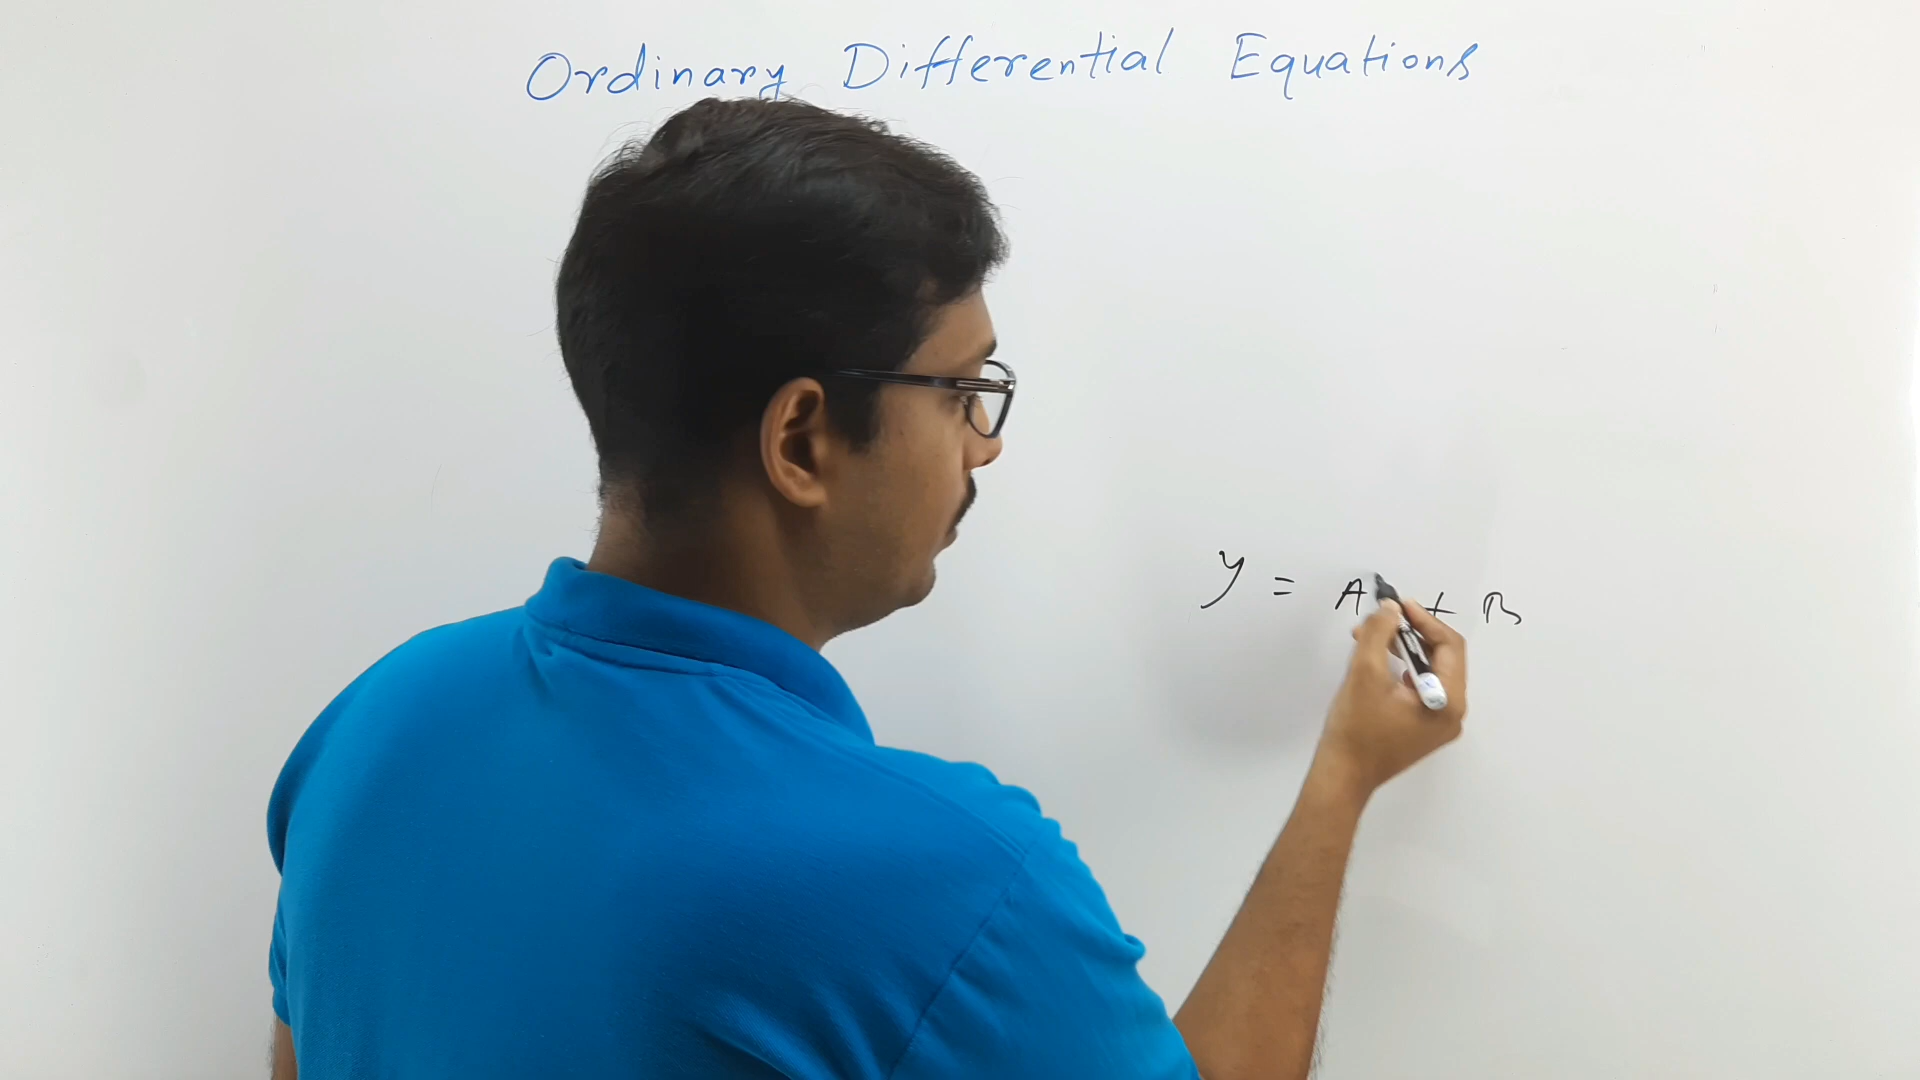 Ordinary Differential Equations
y = A + B